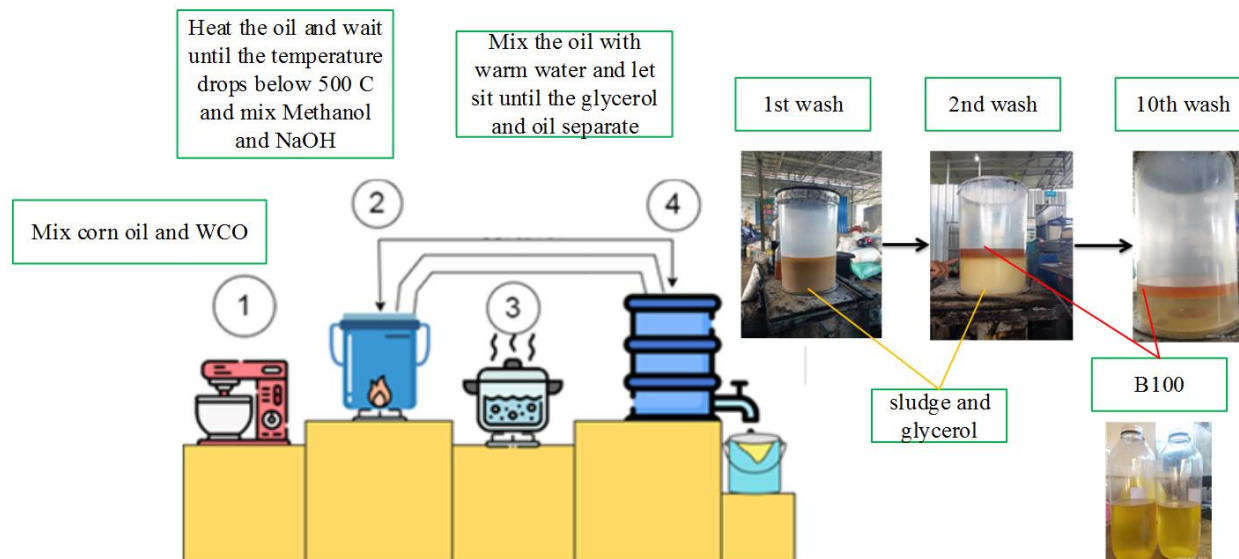 Heat the oil and wait
until the temperature
drops below 500 C
and mix Methanol
and NaOH
Mix the oil with
warm water and let
sit until the glycerol
and oil separate
1st wash
2nd wash
10th wash
Mix corn oil and WCO
1
2
3
4
sludge and
glycerol
B100